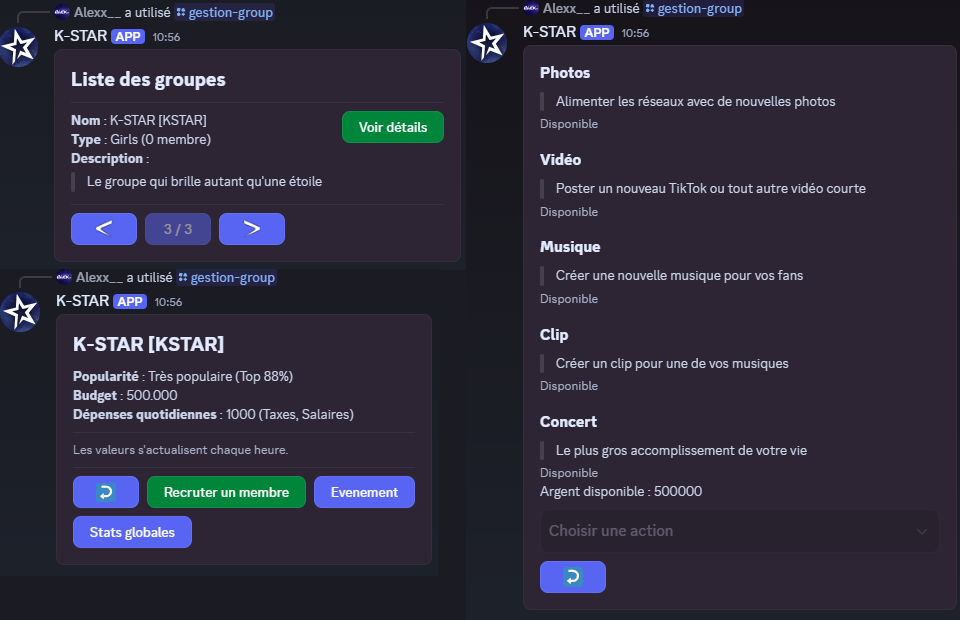 Alexx__ a utilisé gestion-group
K-STAR APP 10:56
Liste des groupes
Nom : K-STAR [KSTAR]
Type : Girls (0 membre)
Description :
Le groupe qui brille autant qu'une étoile
Voir détails
<
3 / 3
>
Alexx__ a utilisé gestion-group
K-STAR APP 10:56
K-STAR [KSTAR]
Popularité : Très populaire (Top 88%)
Budget : 500.000
Dépenses quotidiennes : 1000 (Taxes, Salaires)
Les valeurs s'actualisent chaque heure.
Recruter un membre
Evenement
Stats globales
Alexx__ a utilisé gestion-group
K-STAR APP 10:56
Photos
Alimenter les réseaux avec de nouvelles photos
Disponible
Vidéo
Poster un nouveau TikTok ou tout autre vidéo courte
Disponible
Musique
Créer une nouvelle musique pour vos fans
Disponible
Clip
Créer un clip pour une de vos musiques
Disponible
Concert
Le plus gros accomplissement de votre vie
Disponible
Argent disponible : 500000
Choisir une action